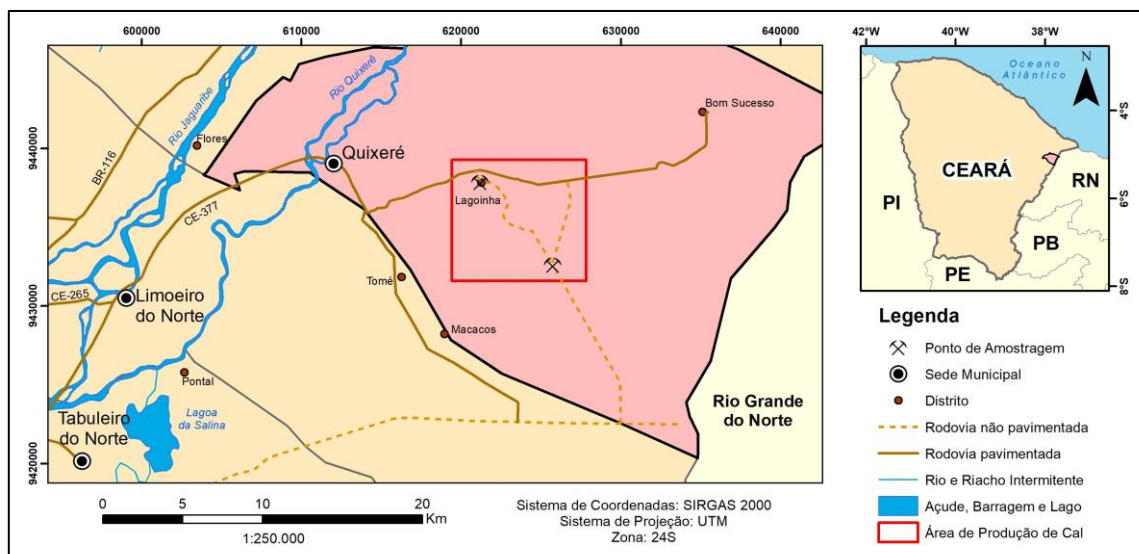 600000
610000
620000
630000
640000
9440000
9430000
9420000
Rio Jaguaribe
Rio Quixeré
Flores
BR-116
Quixeré
Bom Sucesso
Lagoinha
CE-377
CE-265
Limoeiro
do Norte
Tomé
Macacos
Pontal
Lagoa
da Salina
Tabuleiro
do Norte
Rio Grande
do Norte
0
5
10
20
Km
1:250.000
Sistema de Coordenadas: SIRGAS 2000
Sistema de Projeção: UTM
Zona: 24S
42°W
40°W
38°W
4°S
6°S
8°S
Oceano
Atlântico
N
CEARÁ
PI
RN
PB
PE
Legenda
Ponto de Amostragem
Sede Municipal
Distrito
Rodovia não pavimentada
Rodovia pavimentada
Rio e Riacho Intermitente
Açude, Barragem e Lago
Área de Produção de Cal